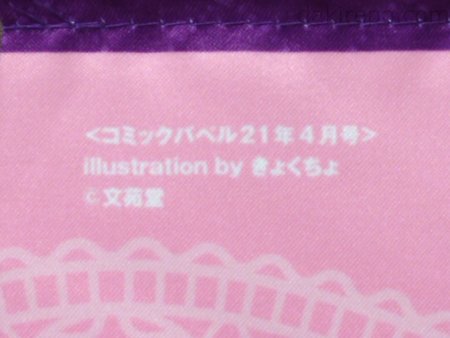 <コミックバベル21年4月号>
illustration by きょくちょ
©文苑堂